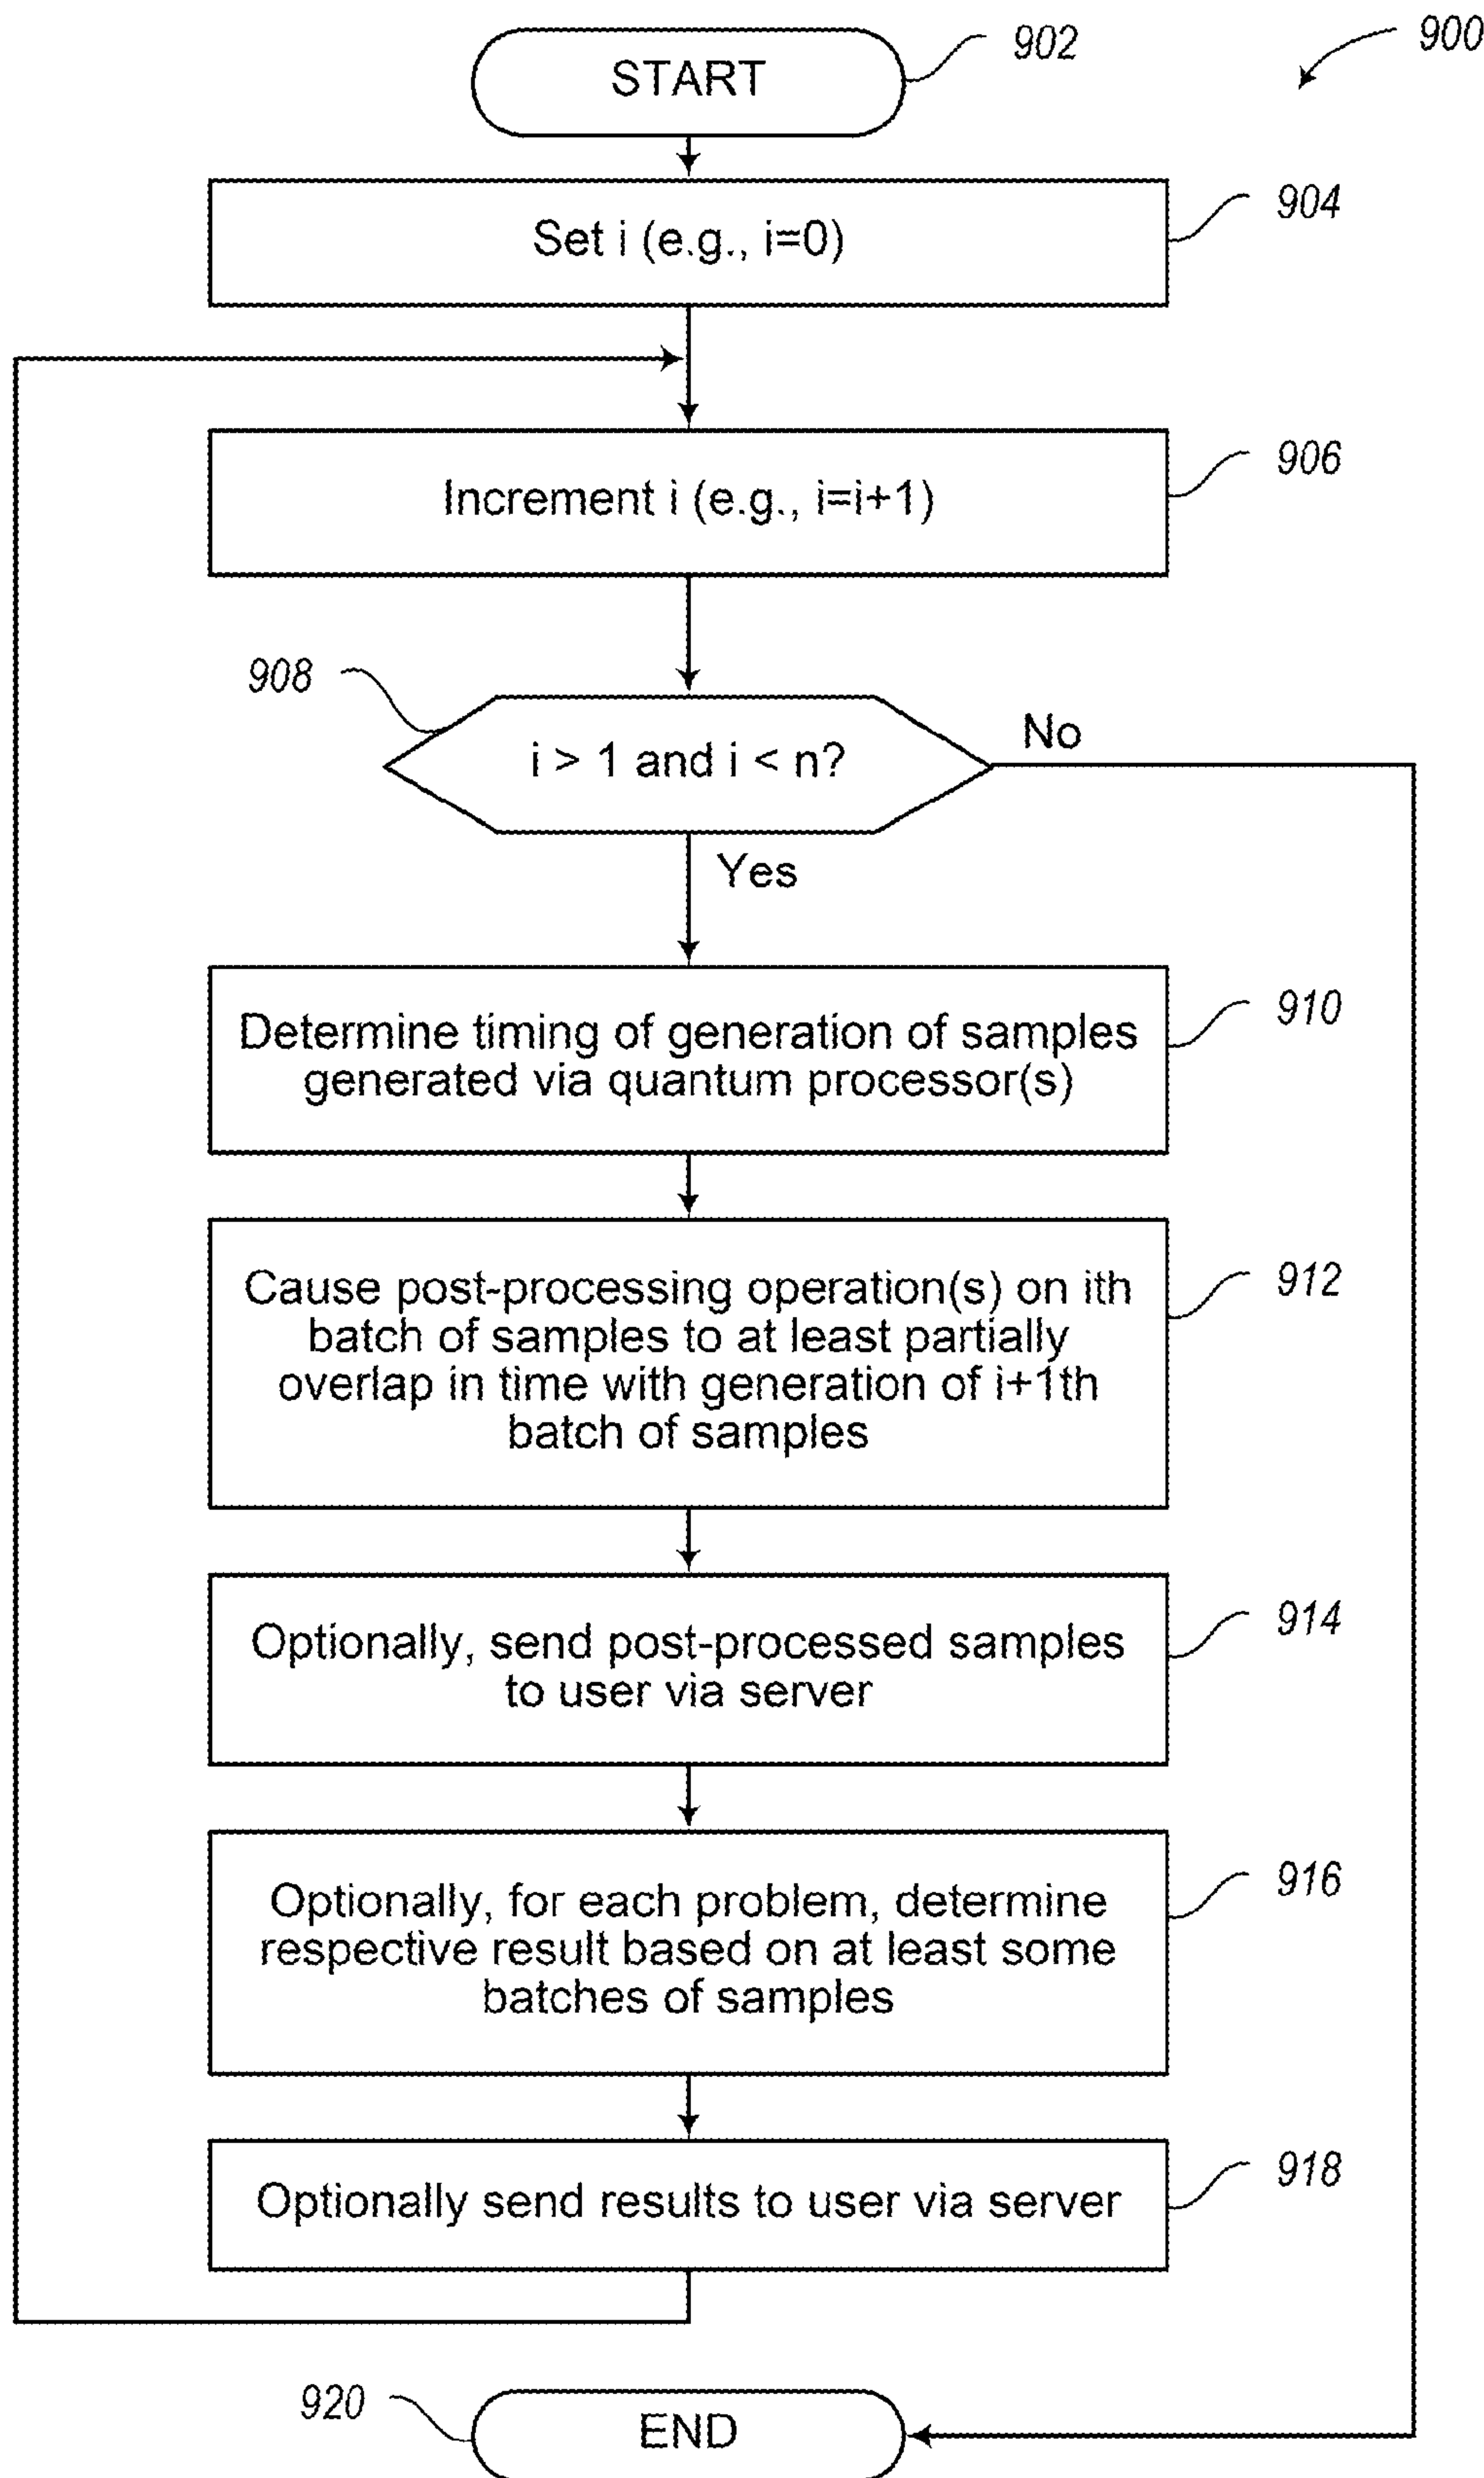 900
START
902
Set i (e.g., i=0)
904
Increment i (e.g., i=i+1)
906
908
i > 1 and i < n?
No
Yes
Determine timing of generation of samples
generated via quantum processor(s)
910
Cause post-processing operation(s) on ith
batch of samples to at least partially
overlap in time with generation of i+1th
batch of samples
912
Optionally, send post-processed samples
to user via server
914
Optionally, for each problem, determine
respective result based on at least some
batches of samples
916
Optionally send results to user via server
918
920
END